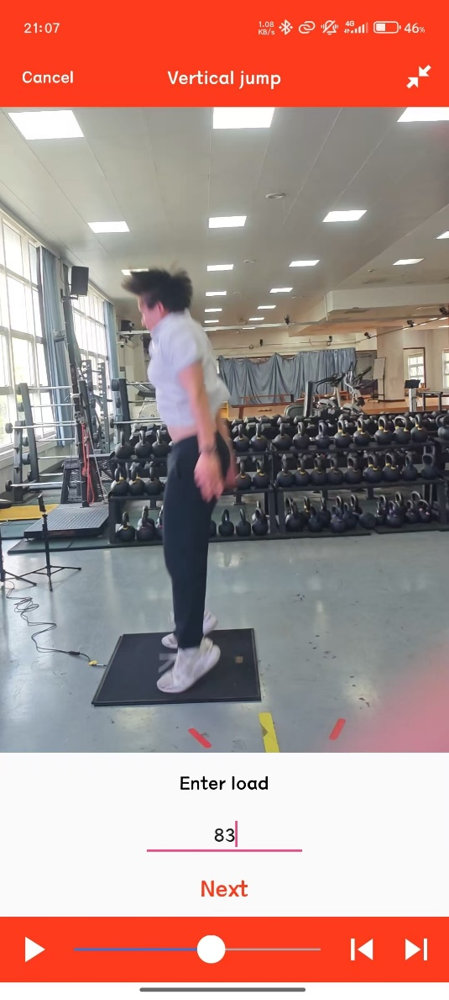 21:07
1.08 KB/s
4G
46%
Cancel
Vertical jump
Enter load
83
Next